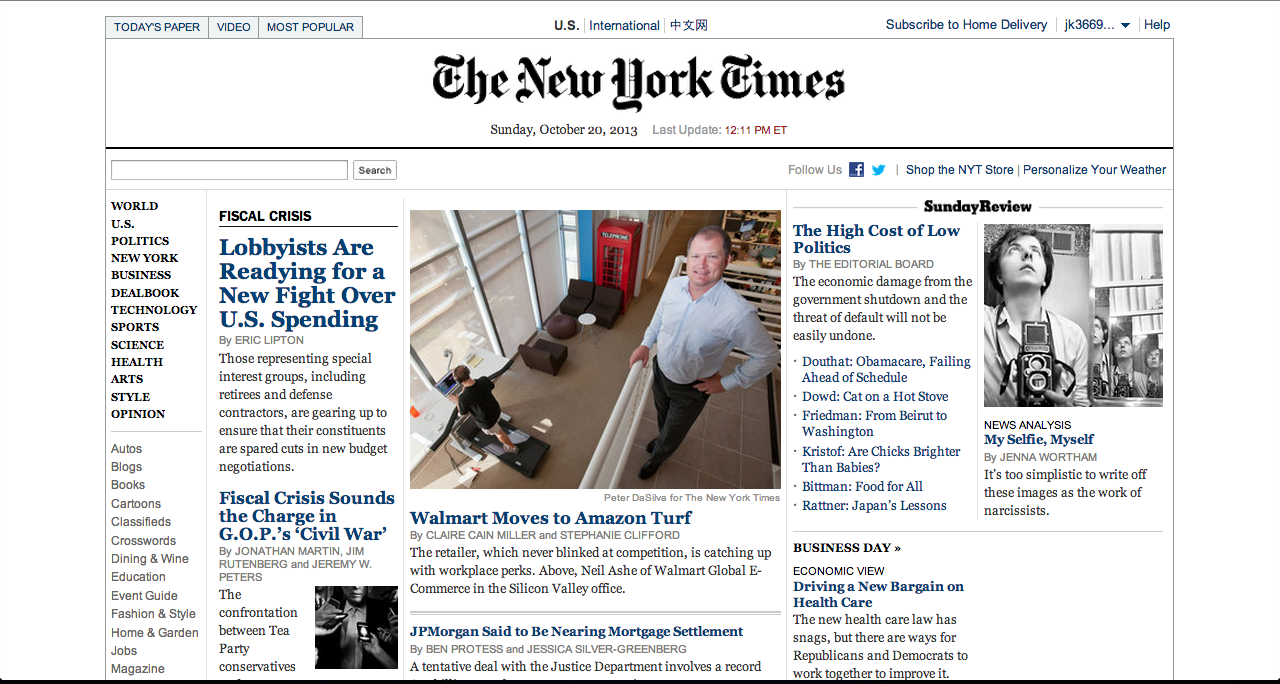 TODAY'S PAPER
VIDEO
MOST POPULAR
U.S.
International
中文网
Subscribe to Home Delivery
jk3669...
Help
The New York Times
Sunday, October 20, 2013
Last Update: 12:11 PM ET
Search
Follow Us
| Shop the NYT Store | Personalize Your Weather
WORLD
U.S.
POLITICS
NEW YORK
BUSINESS
DEALBOOK
TECHNOLOGY
SPORTS
SCIENCE
HEALTH
ARTS
STYLE
OPINION
Autos
Blogs
Books
Cartoons
Classifieds
Crosswords
Dining & Wine
Education
Event Guide
Fashion & Style
Home & Garden
Jobs
Magazine
FISCAL CRISIS
Lobbyists Are
Readying for a
New Fight Over
U.S. Spending
By ERIC LIPTON
Those representing special
interest groups, including
retirees and defense
contractors, are gearing up to
ensure that their constituents
are spared cuts in new budget
negotiations.
Fiscal Crisis Sounds
the Charge in
G.O.P.’s ‘Civil War’
By JONATHAN MARTIN, JIM
RUTENBERG and JEREMY W.
PETERS
The
confrontation
between Tea
Party
conservatives
TELEPHONE
Peter DaSilva for The New York Times
Walmart Moves to Amazon Turf
By CLAIRE CAIN MILLER and STEPHANIE CLIFFORD
The retailer, which never blinked at competition, is catching up
with workplace perks. Above, Neil Ashe of Walmart Global E-
Commerce in the Silicon Valley office.
JPMorgan Said to Be Nearing Mortgage Settlement
By BEN PROTESS and JESSICA SILVER-GREENBERG
A tentative deal with the Justice Department involves a record
SundayReview
The High Cost of Low
Politics
By THE EDITORIAL BOARD
The economic damage from the
government shutdown and the
threat of default will not be
easily undone.
· Douthat: Obamacare, Failing
Ahead of Schedule
· Dowd: Cat on a Hot Stove
· Friedman: From Beirut to
Washington
· Kristof: Are Chicks Brighter
Than Babies?
· Bittman: Food for All
· Rattner: Japan’s Lessons
NEWS ANALYSIS
My Selfie, Myself
By JENNA WORTHAM
It’s too simplistic to write off
these images as the work of
narcissists.
BUSINESS DAY »
ECONOMIC VIEW
Driving a New Bargain on
Health Care
The new health care law has
snags, but there are ways for
Republicans and Democrats to
work together to improve it.